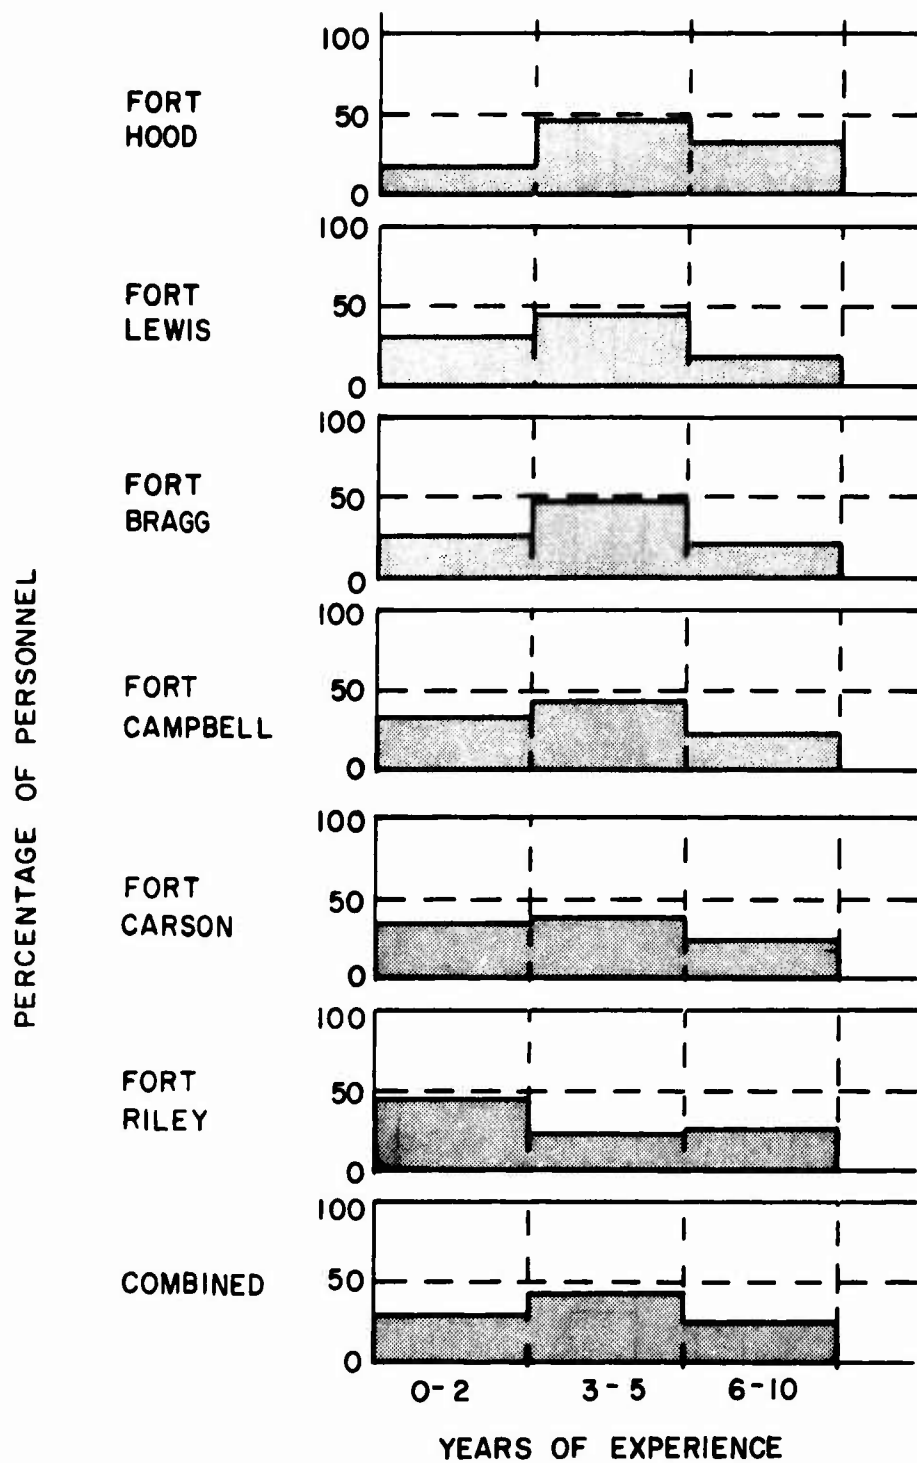 PERCENTAGE OF PERSONNEL
FORT
HOOD
100
50
0
FORT
LEWIS
100
50
0
FORT
BRAGG
100
50
0
FORT
CAMPBELL
100
50
0
FORT
CARSON
100
50
0
FORT
RILEY
100
50
0
COMBINED
100
50
0
0-2 3-5 6-10
YEARS OF EXPERIENCE